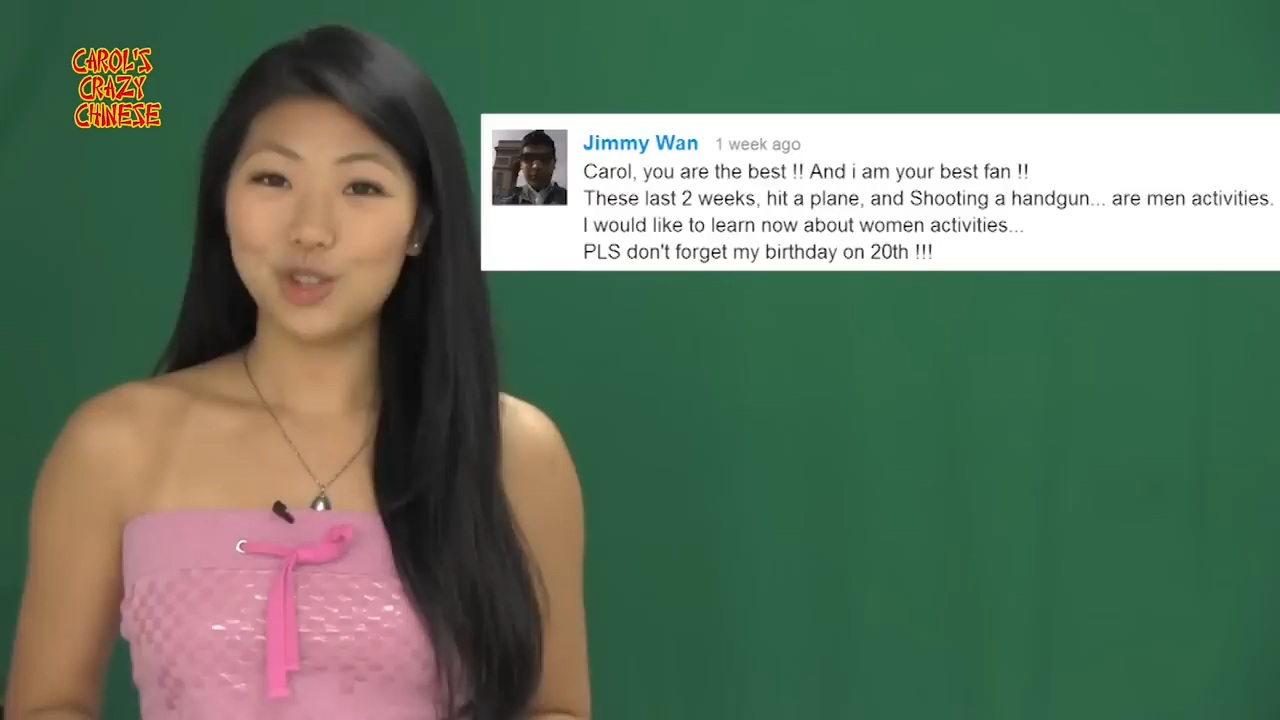 CAROL'S
CRAZY
CHINESE
Jimmy Wan 1 week ago
Carol, you are the best !! And i am your best fan !!
These last 2 weeks, hit a plane, and Shooting a handgun... are men activities.
I would like to learn now about women activities...
PLS don't forget my birthday on 20th !!!